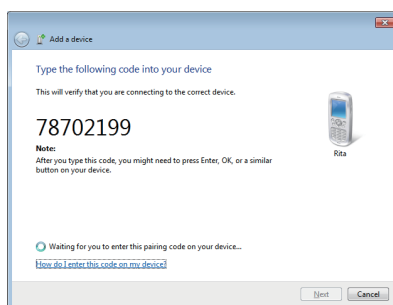 Add a device
Type the following code into your device
This will verify that you are connecting to the correct device.
78702199
Note:
After you type this code, you might need to press Enter, OK, or a similar
button on your device.
Rita
Waiting for you to enter this pairing code on your device...
How do I enter this code on my device?
Next Cancel